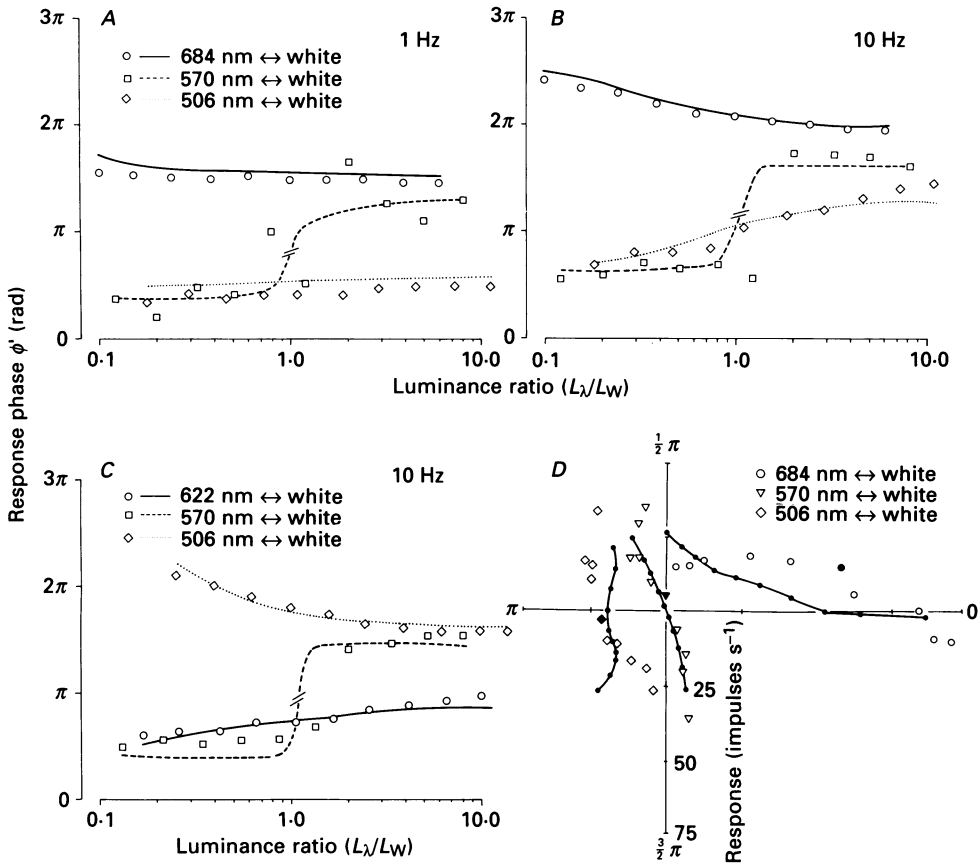 A
1 Hz
684 nm ↔ white
570 nm ↔ white
506 nm ↔ white
3π
2π
π
0
0·1
1.0
10.0
B
10 Hz
3π
2π
π
0
0·1
1.0
10·0
Luminance ratio (Lλ/LW)
Response phase ϕ' (rad)
C
10 Hz
622 nm ↔ white
570 nm ↔ white
506 nm ↔ white
3π
2π
π
0
0.1
1.0
10.0
Luminance ratio (Lλ/LW)
D
684 nm ↔ white
570 nm ↔ white
506 nm ↔ white
½ π
π
0
25
50
75
3/2 π
Response (impulses s⁻¹)